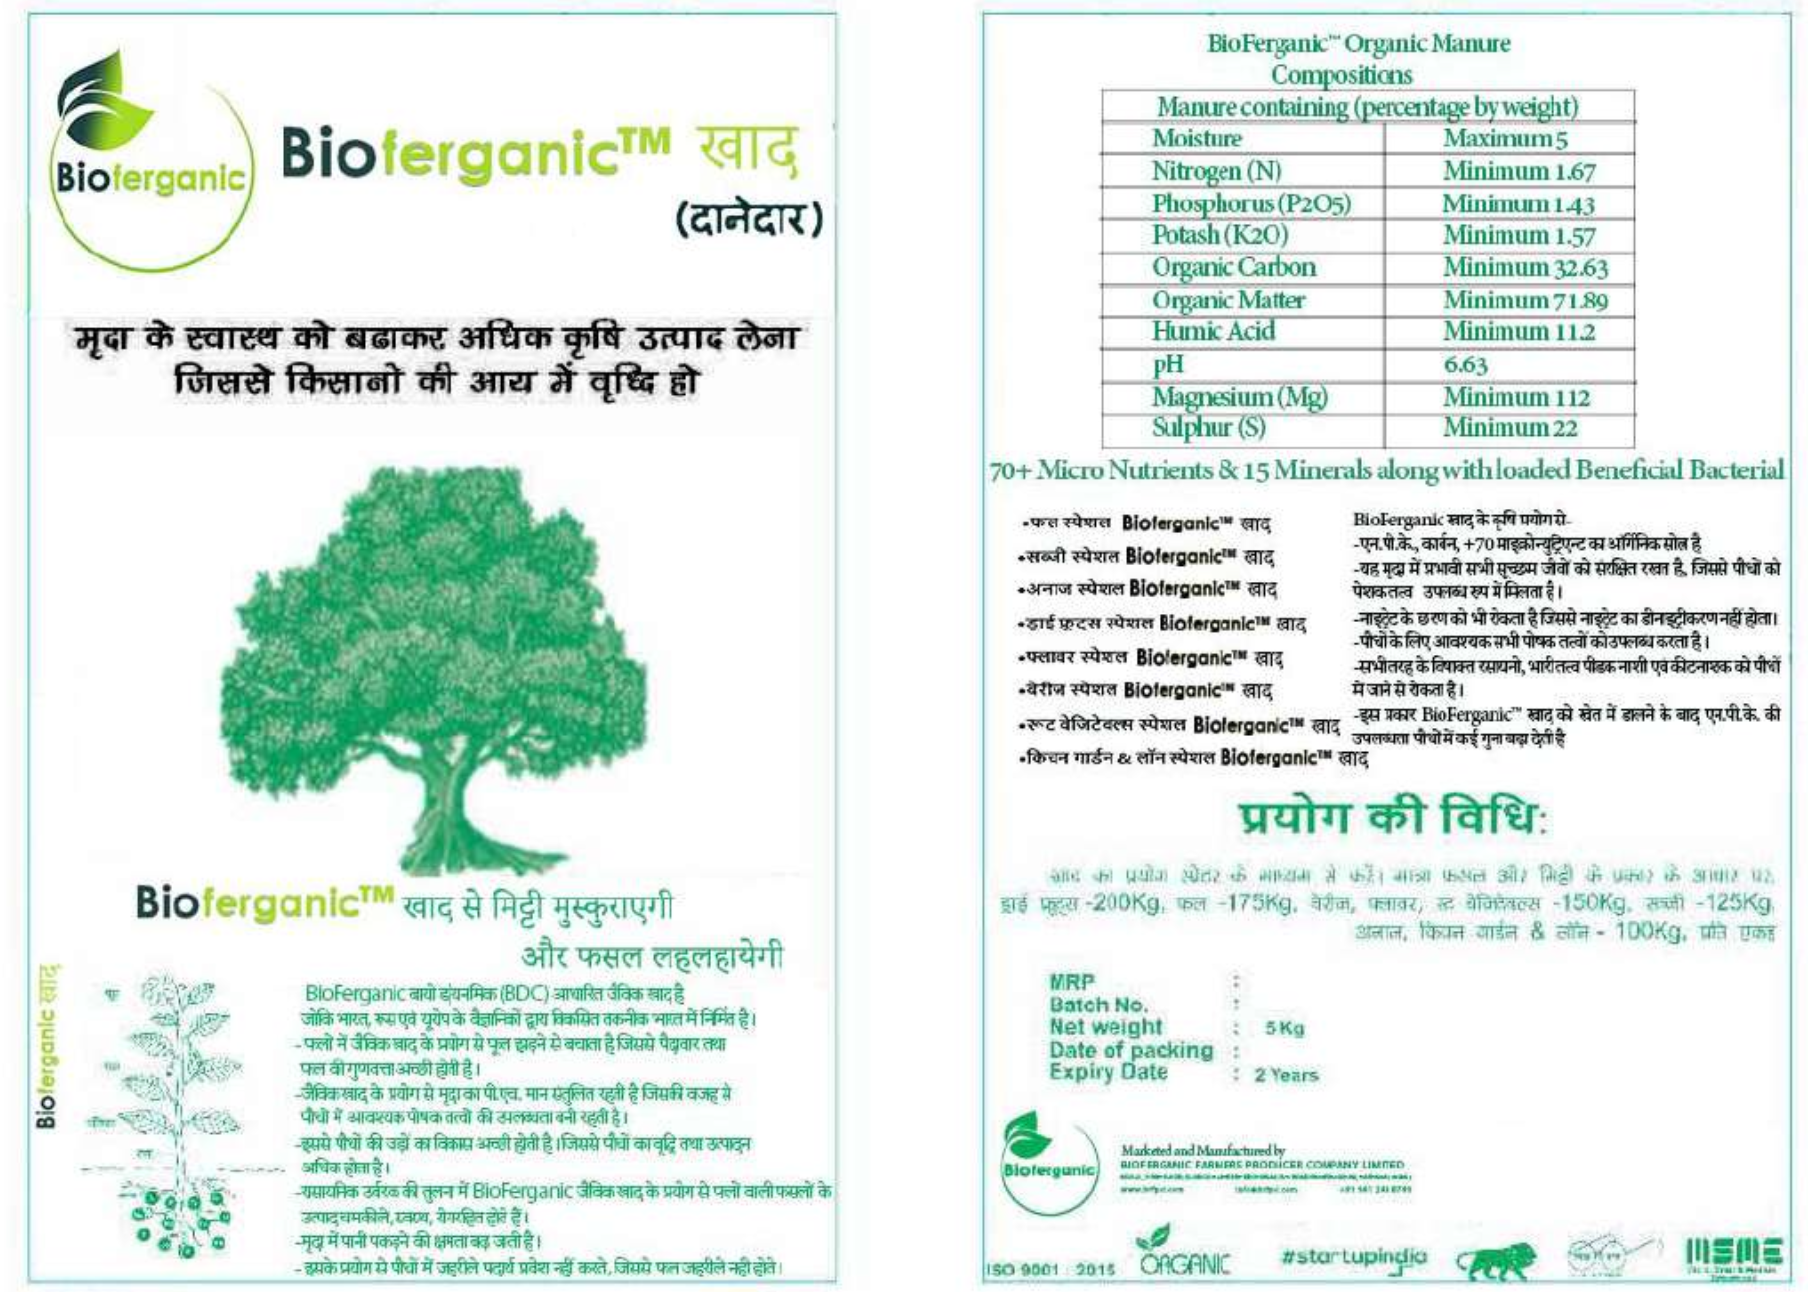 Bioferganic
Bioferganic™ खाद
(दानेदार)
मृदा के स्वास्थ को बढाकर अधिक कृषि उत्पाद लेना
जिससे किसानो की आय में वृध्दि हो
Bioferganic™ खाद से मिट्टी मुस्कुराएगी
और फसल लहलहायेगी
Bioferganic खाद
BioFerganic बायो डायनमिक (BDC) आधारित जैविक खाद है
जोकि भारत, रूस एवं यूरोप के वैज्ञानिकों द्वारा विकसित तकनीक भारत में निर्मित है।
- फलो में जैविक खाद के प्रयोग से फूल झड़ने से बचाता है जिससे पैदावार तथा
फल की गुणवत्ता अच्छी होती है।
-जैविक खाद के प्रयोग से मृदा का पी.एच. मान संतुलित रहती है जिसकी वजह से
पौधों में आवश्यक पोषक तत्वों की उपलब्धता बनी रहती है।
-इससे पौधों की जड़ों का विकास अच्छी होती है। जिससे पौधों का वृद्दि तथा उत्पादन
अधिक होता है।
-रासायनिक उर्वरक की तुलन में BioFerganic जैविक खाद के प्रयोग से फलों वाली फसलों के
उत्पाद चमकीले, स्वस्थ, रोगरहित होते हैं।
-मृदा में पानी पकड़ने की क्षमता बढ़ जाती है।
- इसके प्रयोग से पौधों में जहरीले पदार्थ प्रवेश नहीं करते, जिससे फल जहरीले नही होते।
BioFerganic™ Organic Manure
Compositions
Manure containing (percentage by weight)
Moisture Maximum 5
Nitrogen (N) Minimum 1.67
Phosphorus (P2O5) Minimum 1.43
Potash (K2O) Minimum 1.57
Organic Carbon Minimum 32.63
Organic Matter Minimum 71.89
Humic Acid Minimum 11.2
pH 6.63
Magnesium (Mg) Minimum 112
Sulphur (S) Minimum 22
70+ Micro Nutrients & 15 Minerals along with loaded Beneficial Bacterial
•फल स्पेशल Bioferganic™ खाद
•सब्जी स्पेशल Bioferganic™ खाद
•अनाज स्पेशल Bioferganic™ खाद
•डाई फ्रूटस स्पेशल Bioferganic™ खाद
•फ्लावर स्पेशल Bioferganic™ खाद
•वेरीज स्पेशल Bioferganic™ खाद
•रूट वेजिटेवल्स स्पेशल Bioferganic™ खाद
•किचन गार्डन & लॉन स्पेशल Bioferganic™ खाद
BioFerganic खाद के कृषि प्रयोग से-
-एन.पी.के., कार्बन, +70 माइक्रोन्युट्रिएन्ट का ऑर्गेनिक सोत्र है
-यह मृदा में प्रभावी सभी सूच्छम जीवों को संरक्षित रखत है, जिससे पौधों को
पेशक तत्व उपलब्ध रुप में मिलता है।
-नाइट्रेट के छरण को भी रोकता है जिससे नाइट्रेट का डीनाइट्रीकरण नहीं होता।
-पौधों के लिए आवश्यक सभी पोषक तत्वों को उपलब्ध करता है।
-सभी तरह के विषाक्त रसायनो, भारी तत्व पीडक नाशी एवं कीटनाशक को पौधों
में जाने से रोकता है।
-इस प्रकार BioFerganic™ खाद को खेत में डालने के बाद एन.पी.के. की
उपलब्धता पौधों में कई गुना बढ़ा देती है
प्रयोग की विधि:
खाद का प्रयोग स्प्रेटर के माध्यम से करें। मात्रा फसल और मिट्टी के प्रकार के आधार पर,
ड्राई फ्रूट्स -200Kg, फल -175Kg, वेरीज, फ्लावर, रुट वेजिटेवल्स -150Kg, सब्जी -125Kg,
अनाज, किचन गार्डन & लॉन - 100Kg, प्रति एकड
MRP :
Batch No. :
Net weight : 5 Kg
Date of packing :
Expiry Date : 2 Years
Bioferganic
Marketed and Manufactured by
BIOFERGANIC FARMERS PRODUCER COMPANY LIMITED
ISO 9001 : 2015
ORGANIC
#startupindia
MSME